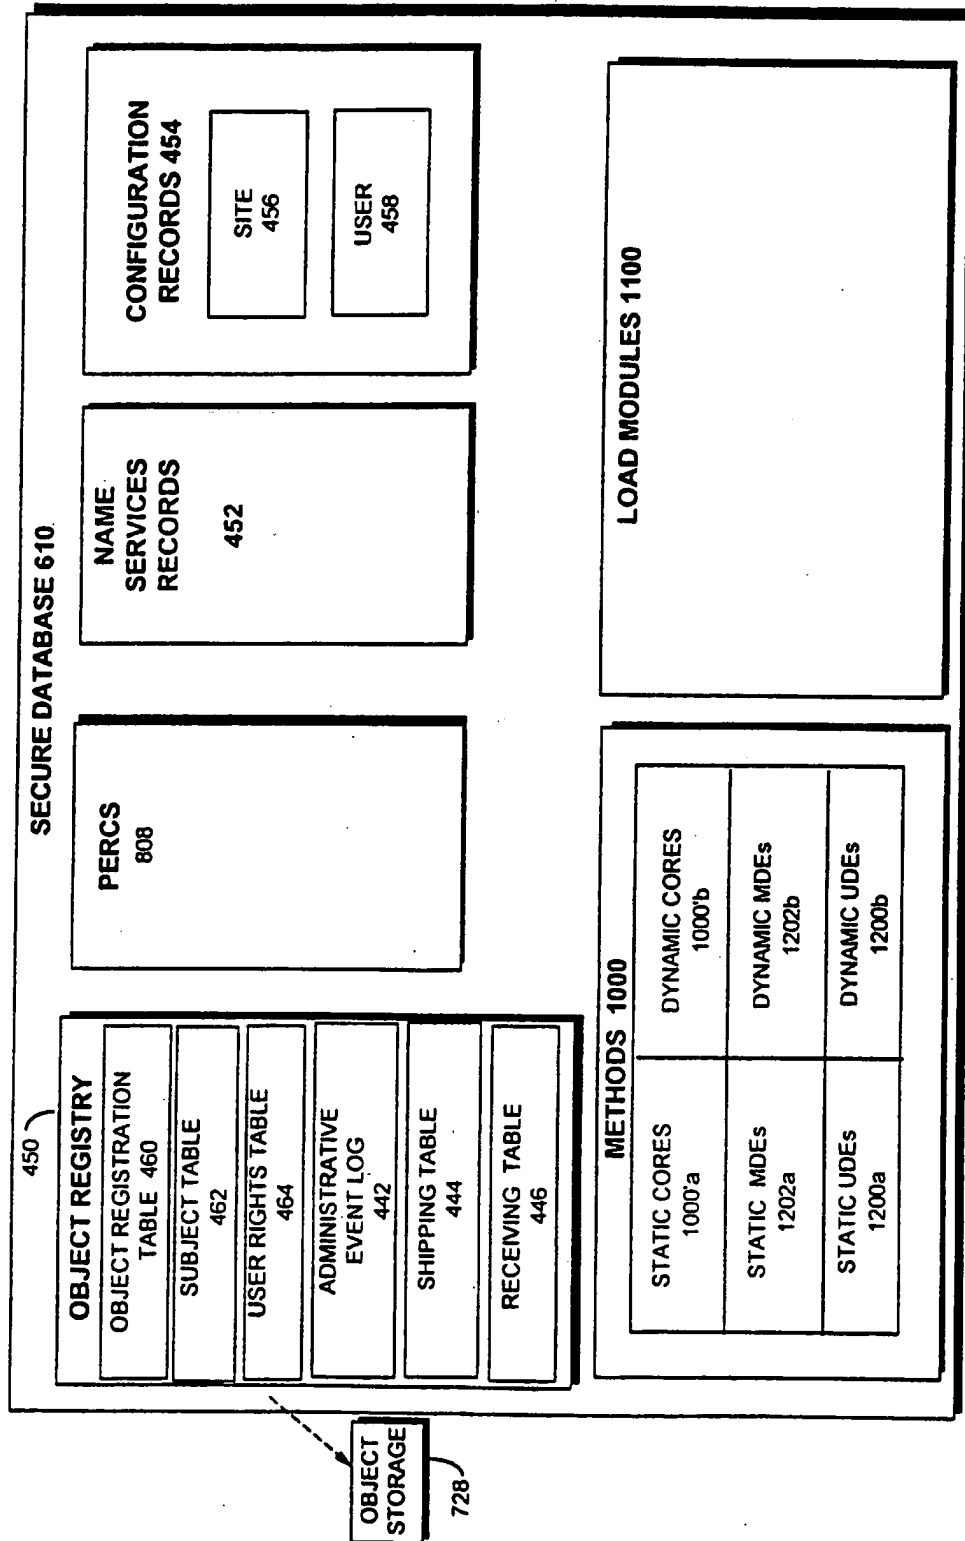 SECURE DATABASE 610
450
OBJECT REGISTRY
OBJECT REGISTRATION
TABLE 460
SUBJECT TABLE
462
USER RIGHTS TABLE
464
ADMINISTRATIVE
EVENT LOG
442
SHIPPING TABLE
444
RECEIVING TABLE
446
PERCS
808
NAME
SERVICES
RECORDS
452
CONFIGURATION
RECORDS 454
SITE
456
USER
458
OBJECT
STORAGE
728
METHODS 1000
STATIC CORES
1000'a
DYNAMIC CORES
1000'b
STATIC MDEs
1202a
DYNAMIC MDEs
1202b
STATIC UDEs
1200a
DYNAMIC UDEs
1200b
LOAD MODULES 1100